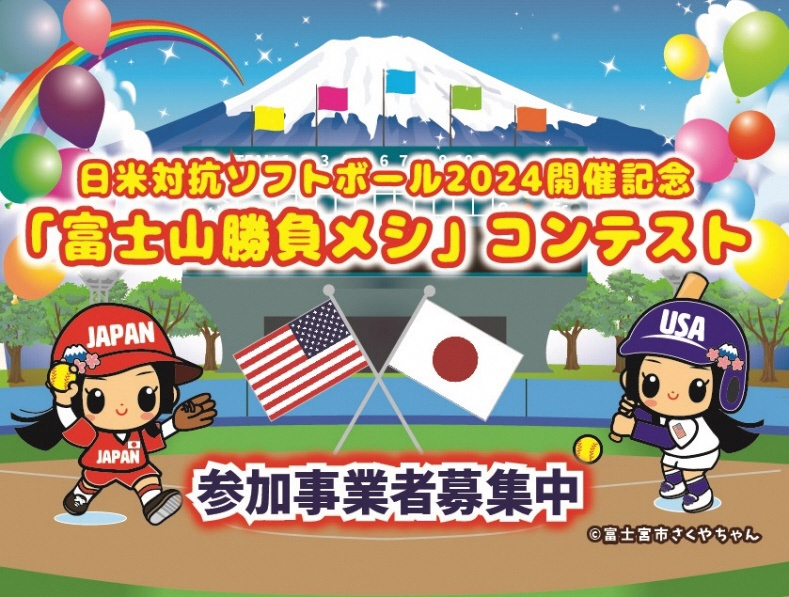 日米対抗ソフトボール2024開催記念
「富士山勝負メシ」コンテスト
JAPAN
USA
JAPAN
参加事業者募集中
©富士宮市さくやちゃん